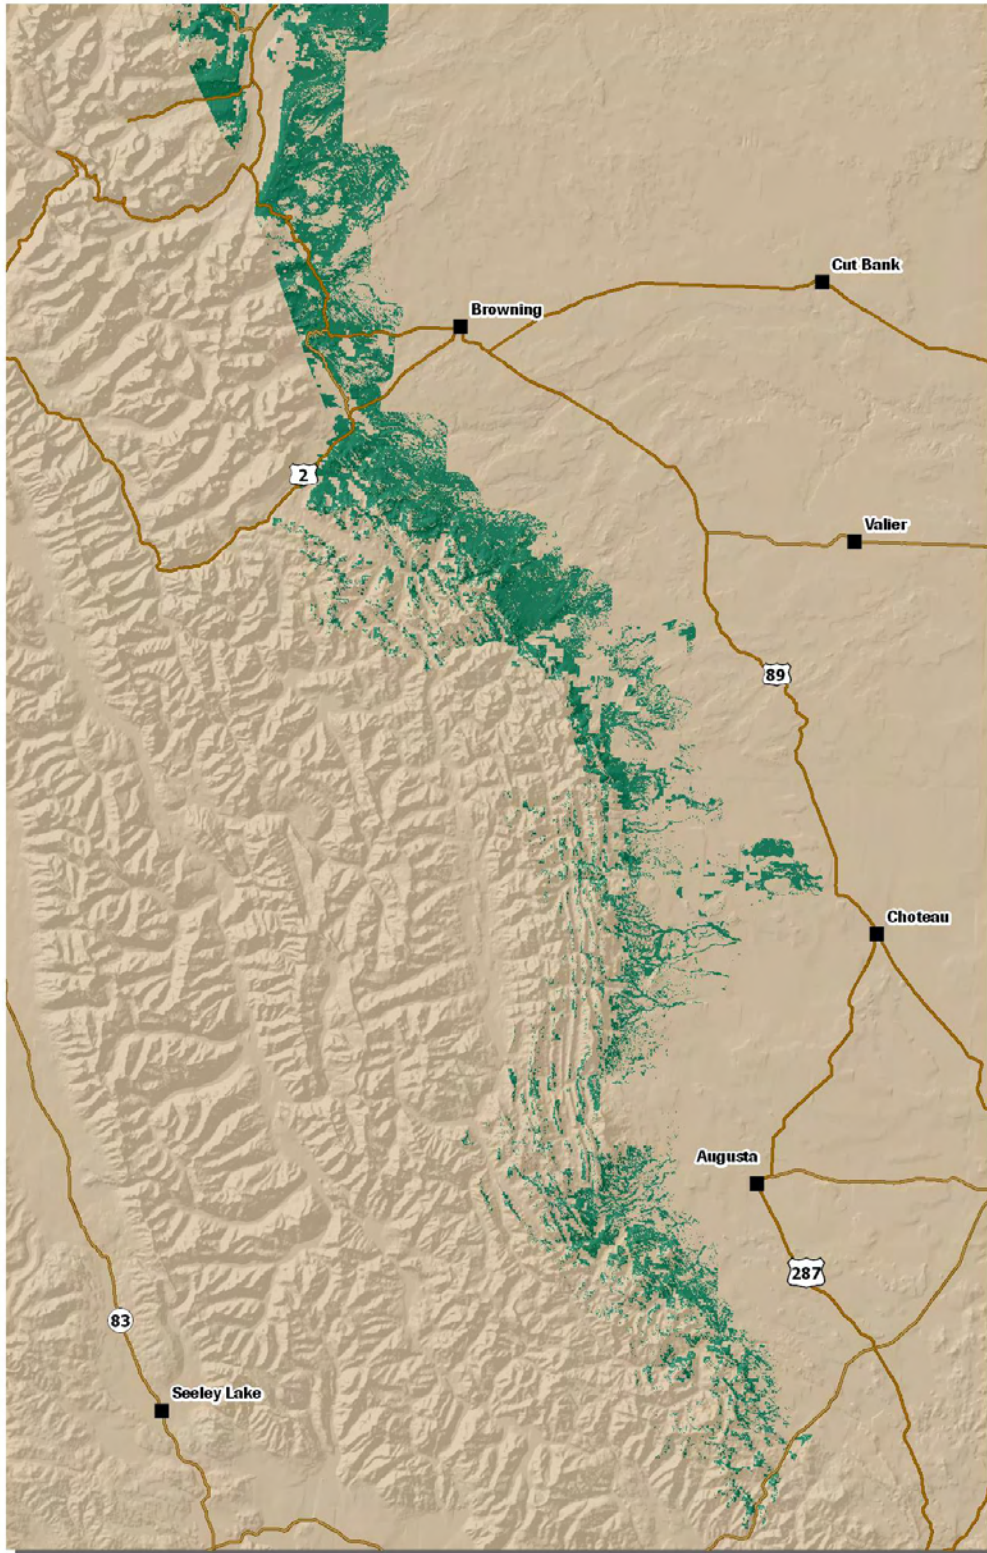 Cut Bank
Browning
2
Valier
89
Choteau
Augusta
287
83
Seeley Lake